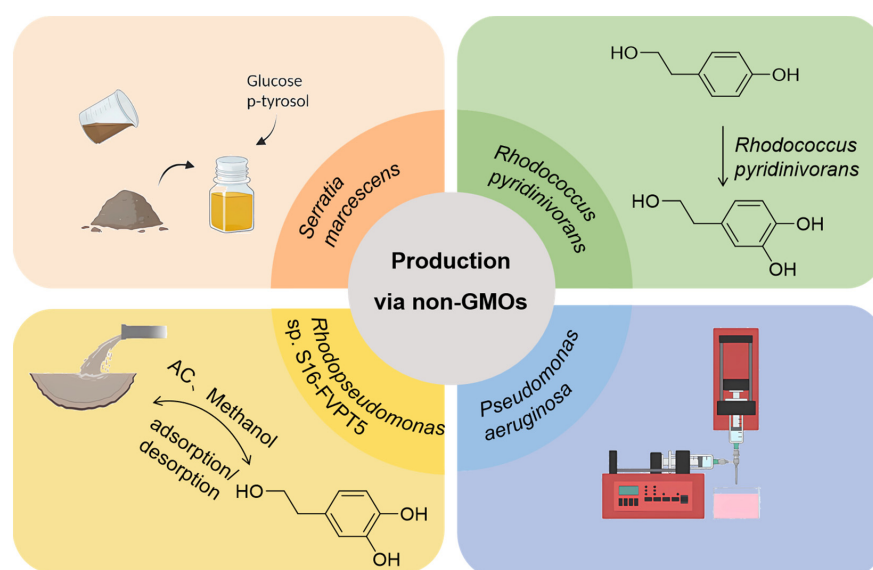 Glucose
p-tyrosol
Serratia
marcescens
HO
OH
Rhodococcus
pyridinivorans
HO
OH
OH
Rhodococcus
pyridinivorans
Production
via non-GMOs
AC、Methanol
adsorption/
desorption
HO
OH
OH
Rhodopseudomonas
sp. S16-FVPT5
Pseudomonas
aeruginosa